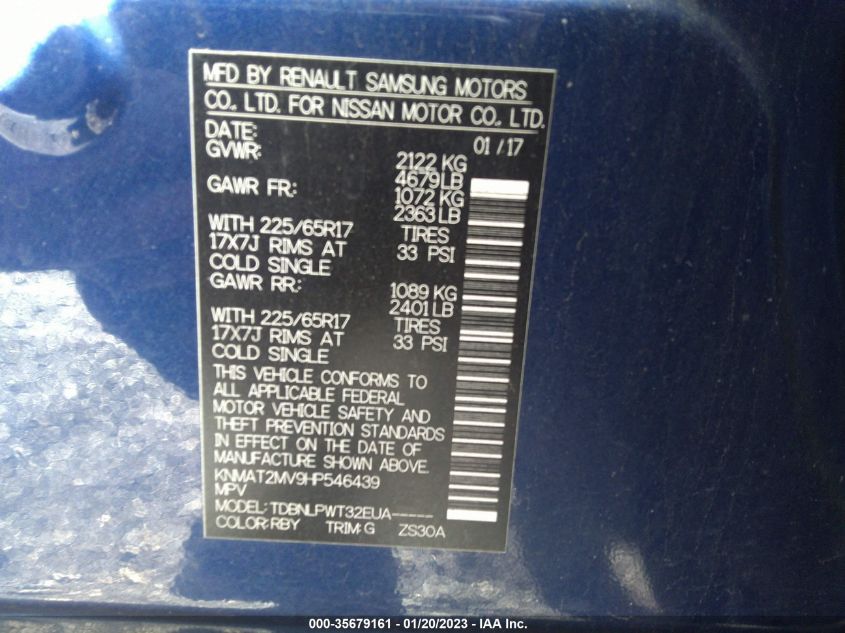 MFD BY RENAULT SAMSUNG MOTORS
CO., LTD. FOR NISSAN MOTOR CO., LTD.
DATE: 01/17
GVWR: 2122 KG
4679LB
GAWR FR: 1072 KG
2363 LB
WITH 225/65R17 TIRES
17X7J RIMS AT 33 PSI
COLD SINGLE
GAWR RR: 1089 KG
2401 LB
WITH 225/65R17 TIRES
17X7J RIMS AT 33 PSI
COLD SINGLE
THIS VEHICLE CONFORMS TO
ALL APPLICABLE FEDERAL
MOTOR VEHICLE SAFETY AND
THEFT PREVENTION STANDARDS
IN EFFECT ON THE DATE OF
MANUFACTURE SHOWN ABOVE.
KNMAT2MV9HP546439
MPV
MODEL: TDBNLPWT32EUA-----
COLOR:RBY TRIM:G ZS30A
000-35679161 — 01/20/2023 — IAA Inc.